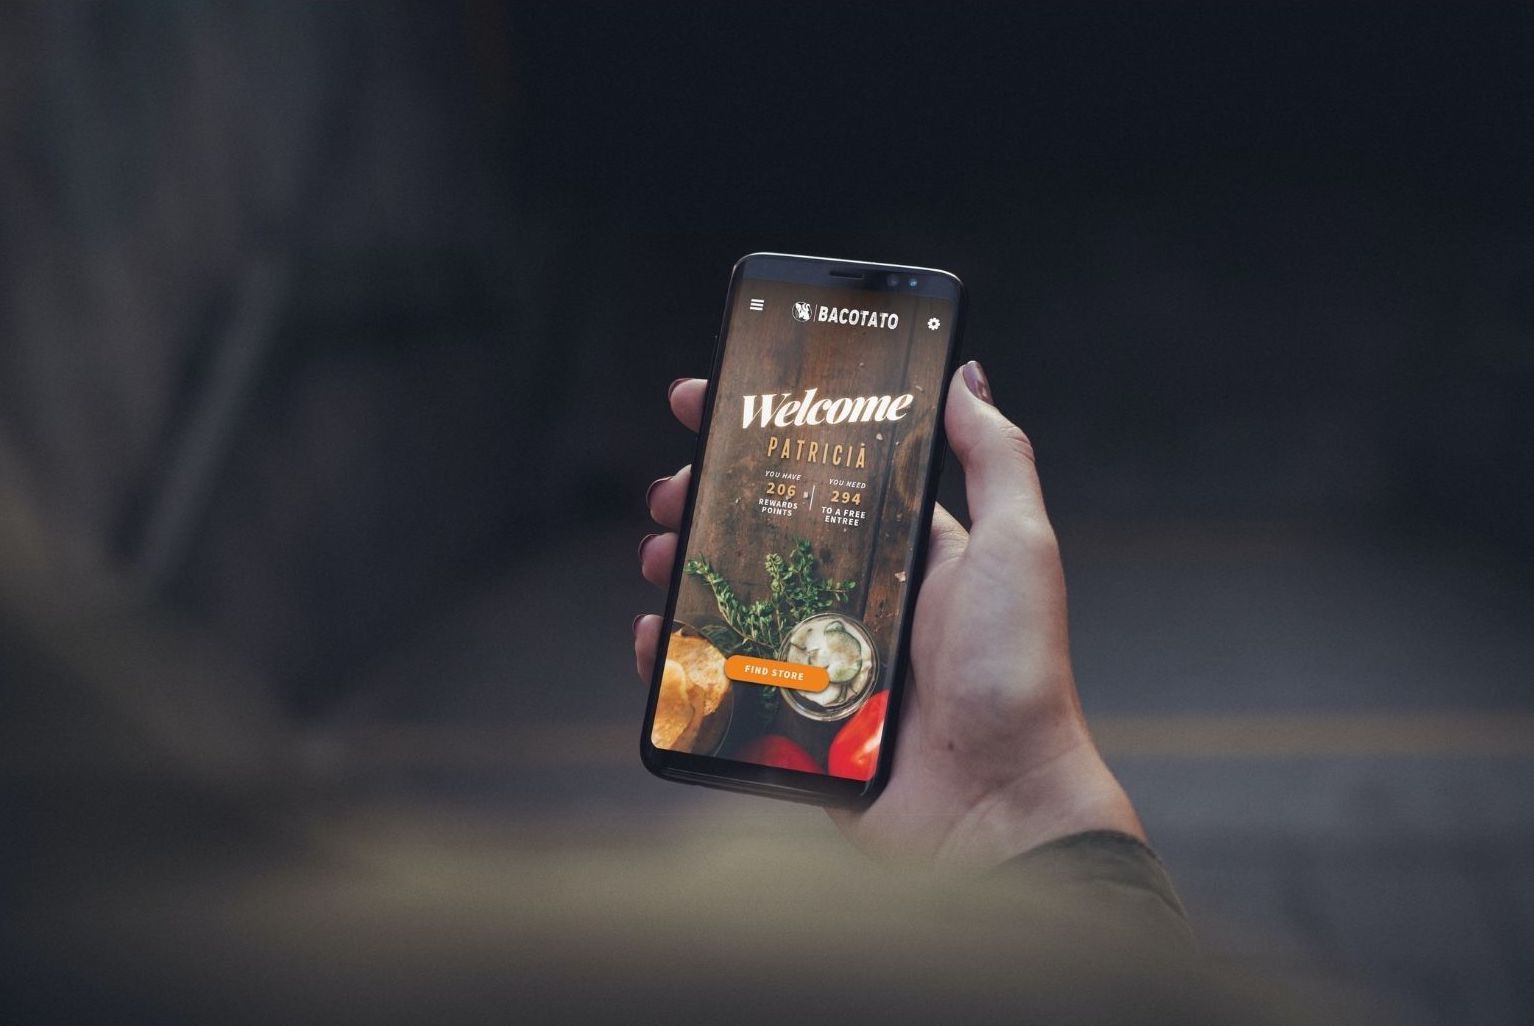 BACOTATO
Welcome
PATRICIA
YOU HAVE
206
REWARDS
POINTS
YOU NEED
294
TO A FREE
ENTREE
FIND STORE